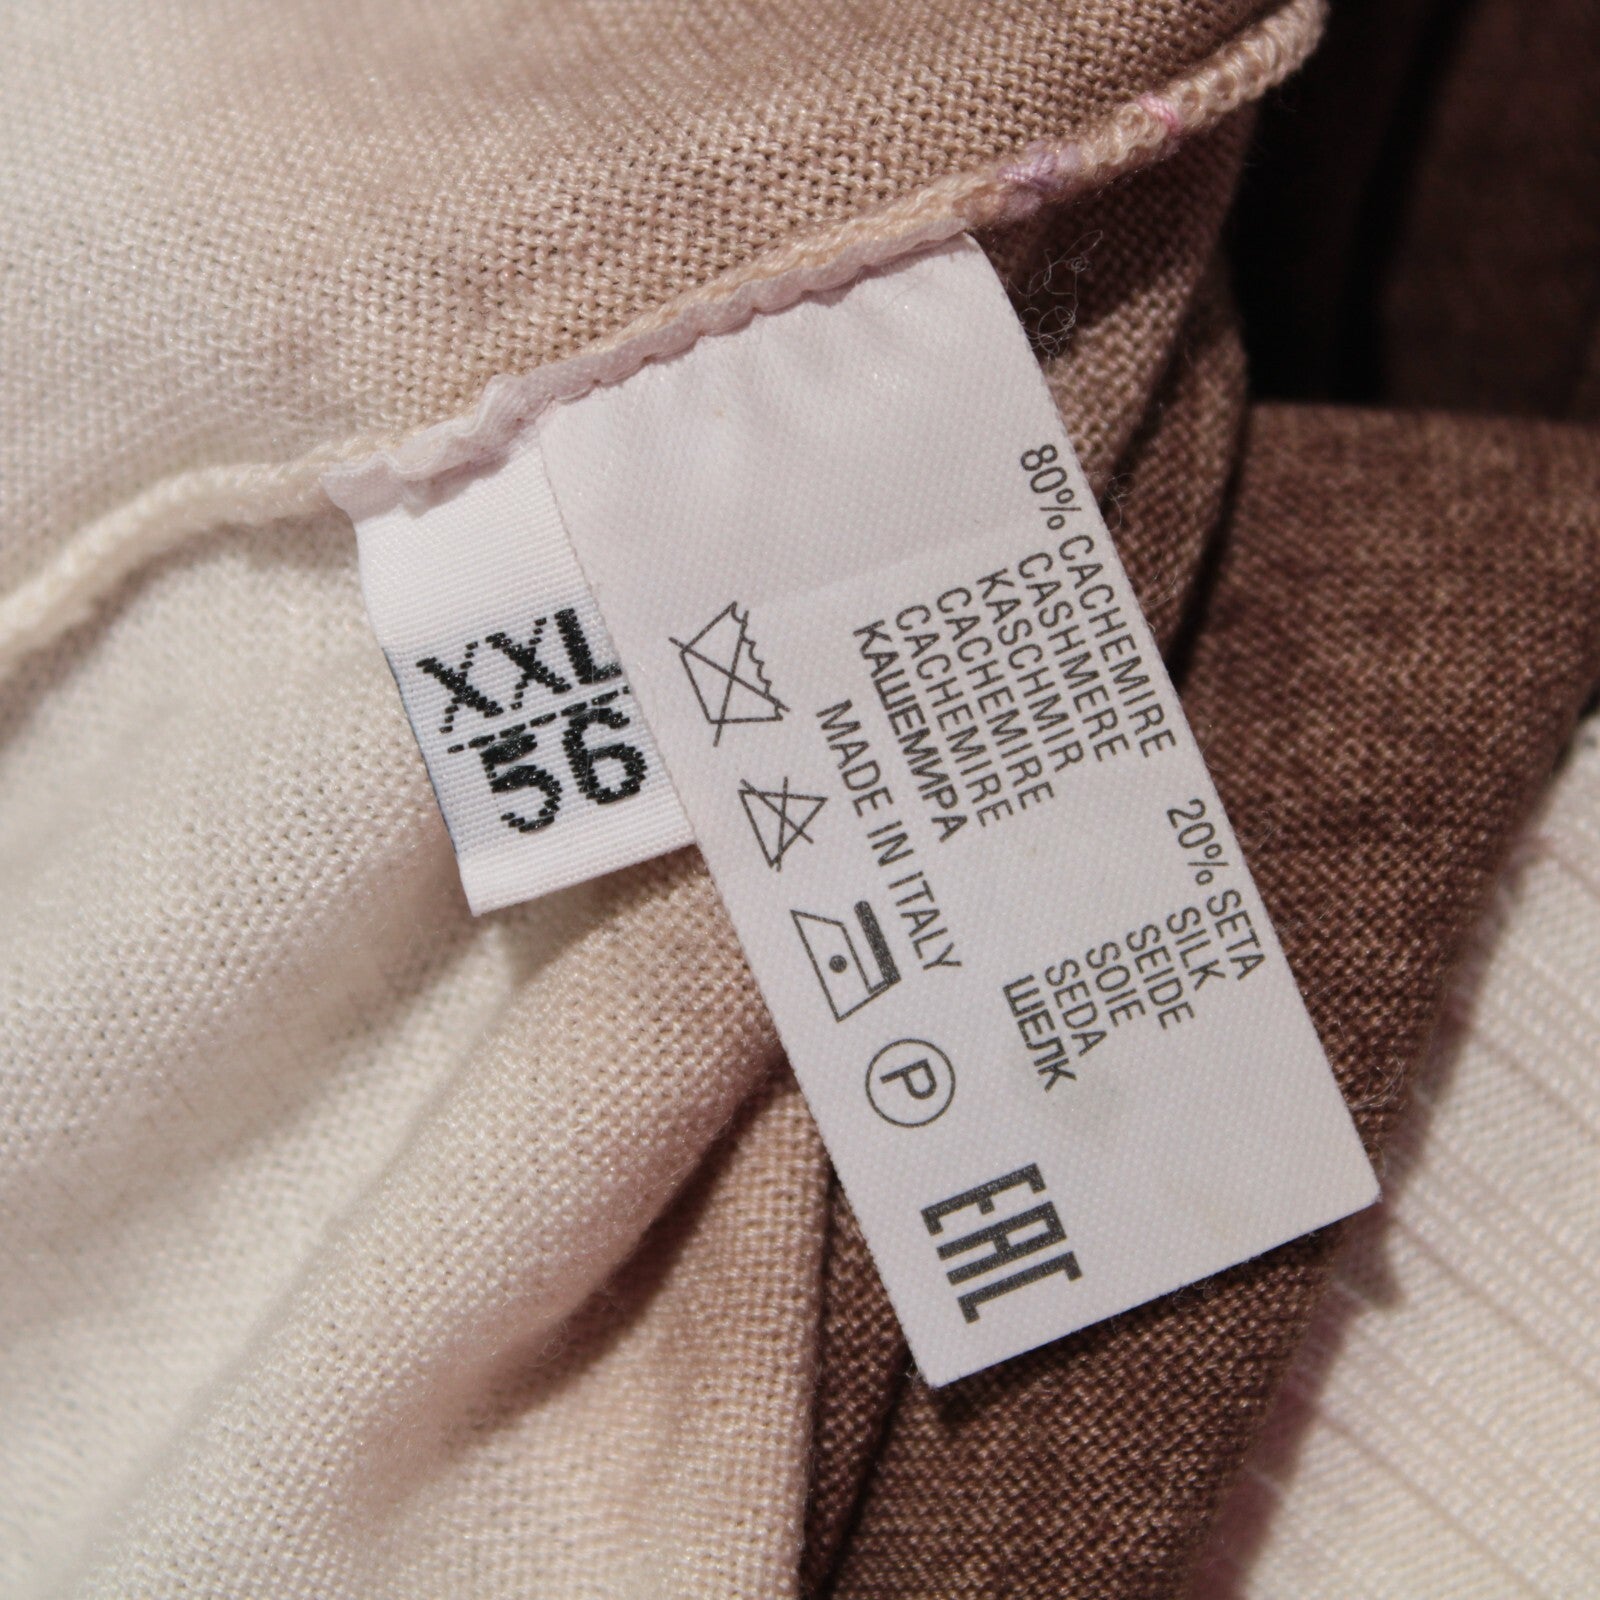 XXL
56
80% CACHEMIRE
CASHMERE
KASCHMIR
CACHEMIRE
CACHEMIRE
КАШЕМИРА
20% SETA
SILK
SEIDE
SOIE
SEDA
ШЕЛК
MADE IN ITALY
P
EAC